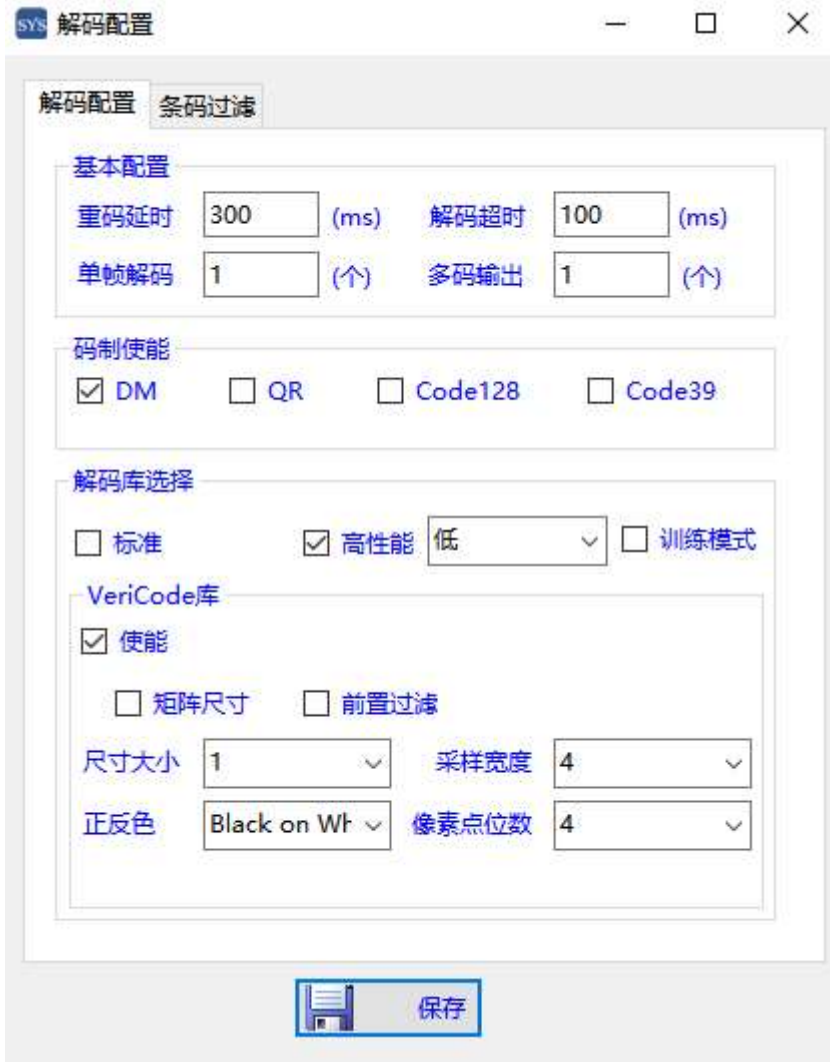 SYS 解码配置
解码配置 条码过滤
基本配置
重码延时 300 (ms) 解码超时 100 (ms)
单帧解码 1 (个) 多码输出 1 (个)
码制使能
DM QR Code128 Code39
解码库选择
标准 高性能 低 训练模式
VeriCode库
使能
矩阵尺寸 前置过滤
尺寸大小 1 采样宽度 4
正反色 Black on Wh 像素点位数 4
保存